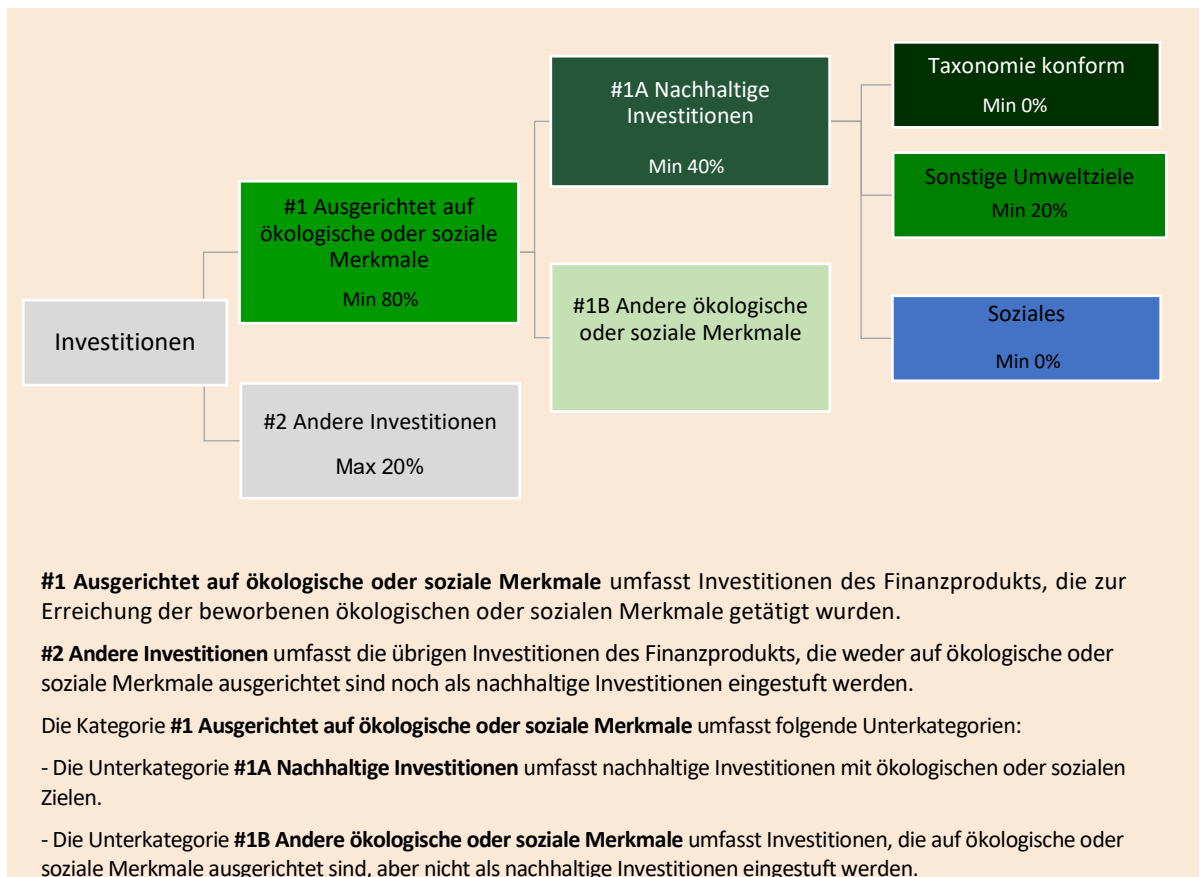 Investitionen
#1 Ausgerichtet auf
ökologische oder soziale
Merkmale
Min 80%
#2 Andere Investitionen
Max 20%
#1A Nachhaltige
Investitionen
Min 40%
#1B Andere ökologische
oder soziale Merkmale
Taxonomie konform
Min 0%
Sonstige Umweltziele
Min 20%
Soziales
Min 0%
#1 Ausgerichtet auf ökologische oder soziale Merkmale umfasst Investitionen des Finanzprodukts, die zur
Erreichung der beworbenen ökologischen oder sozialen Merkmale getätigt wurden.
#2 Andere Investitionen umfasst die übrigen Investitionen des Finanzprodukts, die weder auf ökologische oder
soziale Merkmale ausgerichtet sind noch als nachhaltige Investitionen eingestuft werden.
Die Kategorie #1 Ausgerichtet auf ökologische oder soziale Merkmale umfasst folgende Unterkategorien:
- Die Unterkategorie #1A Nachhaltige Investitionen umfasst nachhaltige Investitionen mit ökologischen oder sozialen
Zielen.
- Die Unterkategorie #1B Andere ökologische oder soziale Merkmale umfasst Investitionen, die auf ökologische oder
soziale Merkmale ausgerichtet sind, aber nicht als nachhaltige Investitionen eingestuft werden.